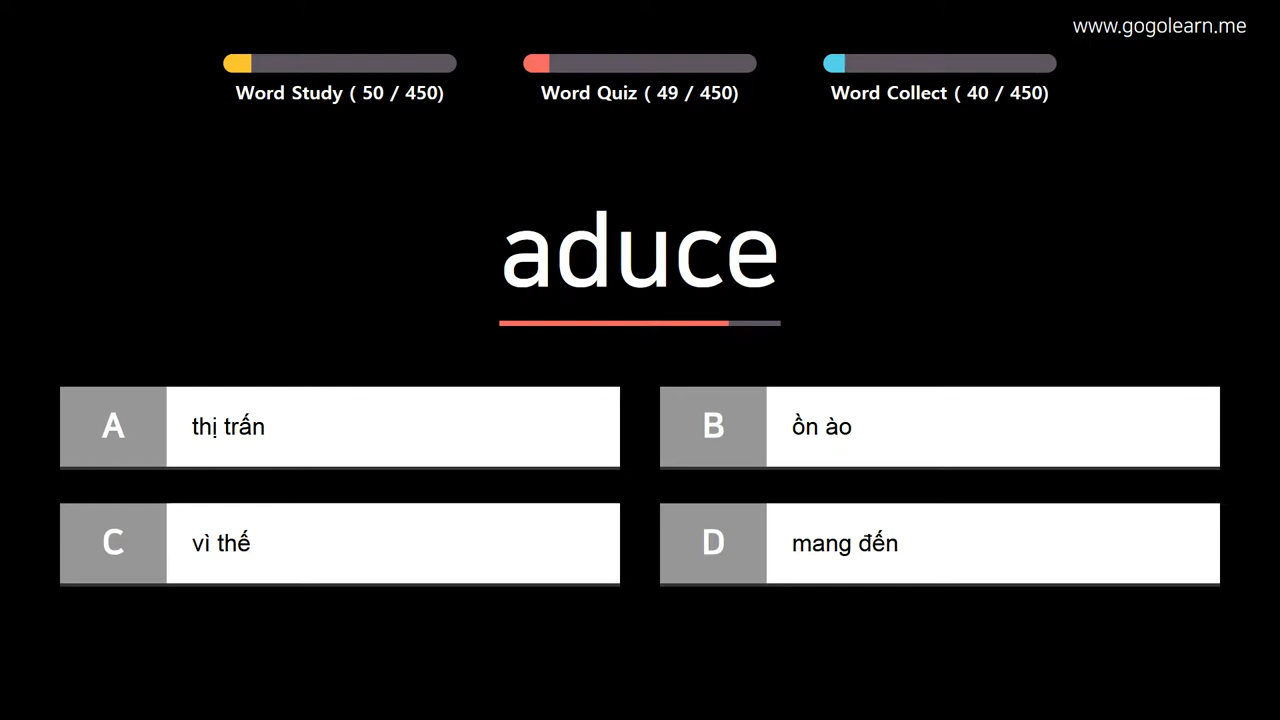 www.gogolearn.me
Word Study ( 50 / 450)
Word Quiz ( 49 / 450)
Word Collect ( 40 / 450)
aduce
A thị trấn
B ồn ào
C vì thế
D mang đến